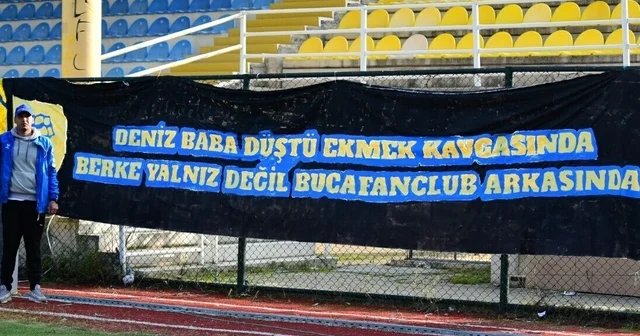 DENİZ BABA DÜŞTÜ EKMEK KAVGASINDA
BERKE YALNIZ DEĞİL BUCAFANCLUB ARKASINDA